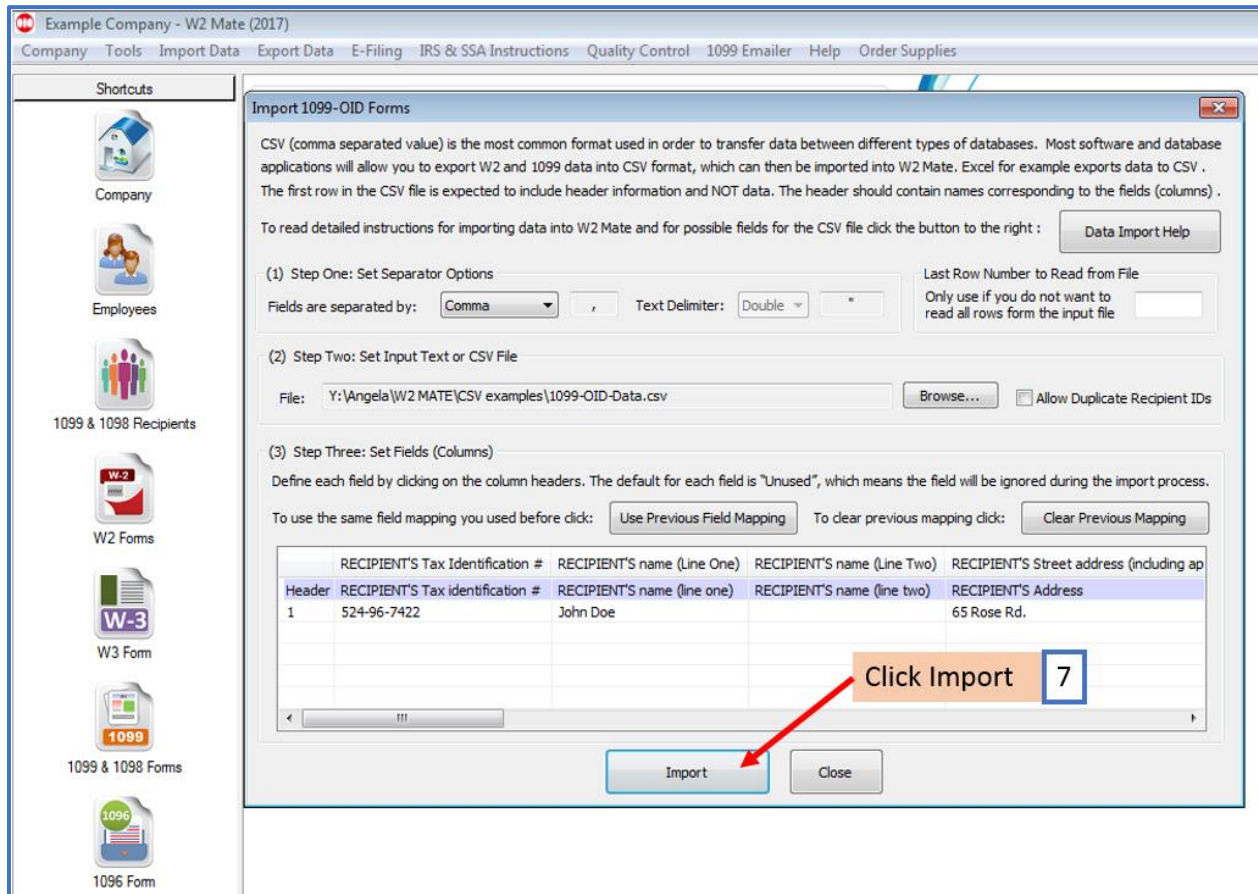 Example Company - W2 Mate (2017)
Company Tools Import Data Export Data E-Filing IRS & SSA Instructions Quality Control 1099 Emailer Help Order Supplies
Shortcuts
Company
Employees
1099 & 1098 Recipients
W-2
W2 Forms
W-3
W3 Form
1099
1099 & 1098 Forms
1096
1096 Form
Import 1099-OID Forms
CSV (comma separated value) is the most common format used in order to transfer data between different types of databases. Most software and database
applications will allow you to export W2 and 1099 data into CSV format, which can then be imported into W2 Mate. Excel for example exports data to CSV .
The first row in the CSV file is expected to include header information and NOT data. The header should contain names corresponding to the fields (columns) .
To read detailed instructions for importing data into W2 Mate and for possible fields for the CSV file click the button to the right : Data Import Help
(1) Step One: Set Separator Options
Fields are separated by: Comma , Text Delimiter: Double "
Last Row Number to Read from File
Only use if you do not want to
read all rows form the input file
(2) Step Two: Set Input Text or CSV File
File: Y:\Angela\W2 MATE\CSV examples\1099-OID-Data.csv Browse... Allow Duplicate Recipient IDs
(3) Step Three: Set Fields (Columns)
Define each field by clicking on the column headers. The default for each field is "Unused", which means the field will be ignored during the import process.
To use the same field mapping you used before click: Use Previous Field Mapping To clear previous mapping click: Clear Previous Mapping
RECIPIENT'S Tax Identification # RECIPIENT'S name (Line One) RECIPIENT'S name (Line Two) RECIPIENT'S Street address (including ap
Header RECIPIENT'S Tax identification # RECIPIENT'S name (line one) RECIPIENT'S name (line two) RECIPIENT'S Address
1 524-96-7422 John Doe 65 Rose Rd.
Click Import 7
Import Close